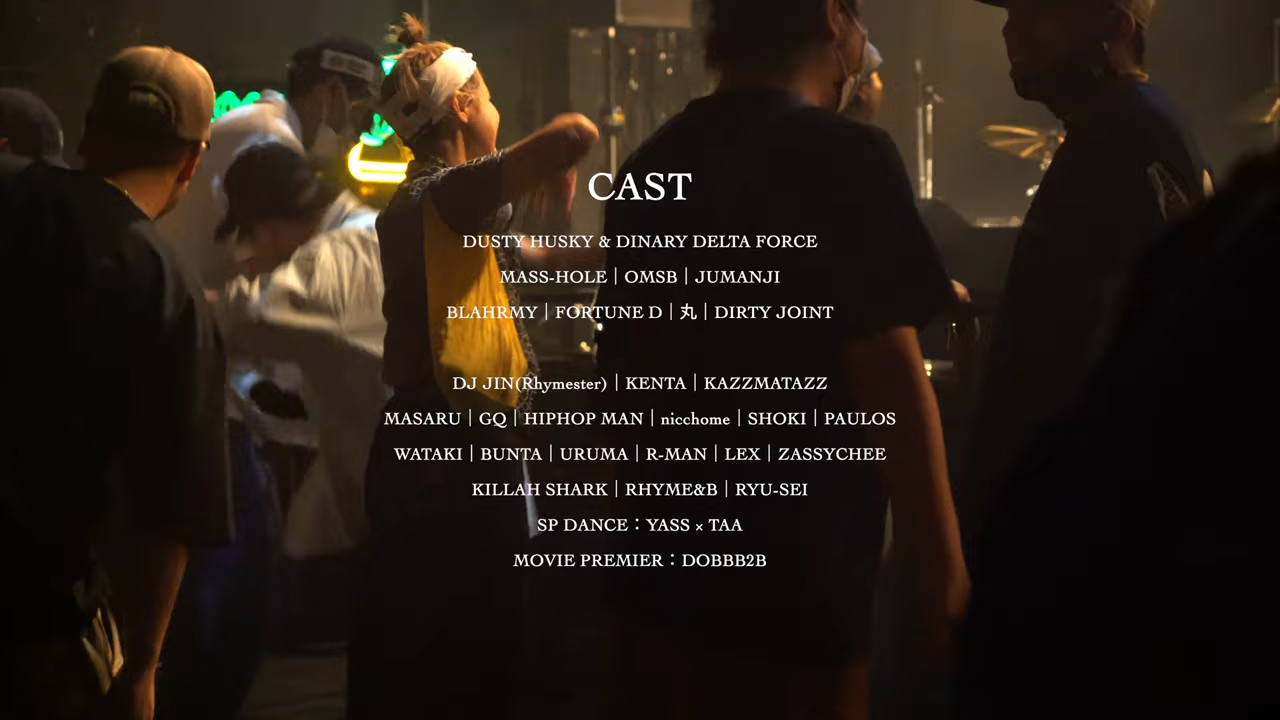 CAST
DUSTY HUSKY & DINARY DELTA FORCE
MASS-HOLE｜OMSB｜JUMANJI
BLAHRMY｜FORTUNE D｜丸｜DIRTY JOINT
DJ JIN(Rhymester)｜KENTA｜KAZZMATAZZ
MASARU｜GQ｜HIPHOP MAN｜nicchome｜SHOKI｜PAULOS
WATAKI｜BUNTA｜URUMA｜R-MAN｜LEX｜ZASSYCHEE
KILLAH SHARK｜RHYME&B｜RYU-SEI
SP DANCE：YASS × TAA
MOVIE PREMIER：DOBBB2B